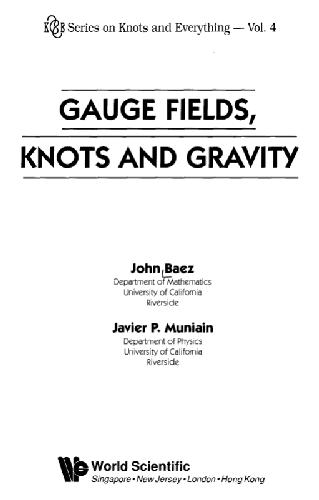 K&E Series on Knots and Everything — Vol. 4
GAUGE FIELDS,
KNOTS AND GRAVITY
John Baez
Department of Mathematics
University of California
Riverside
Javier P. Muniain
Department of Physics
University of California
Riverside
World Scientific
Singapore • New Jersey • London • Hong Kong